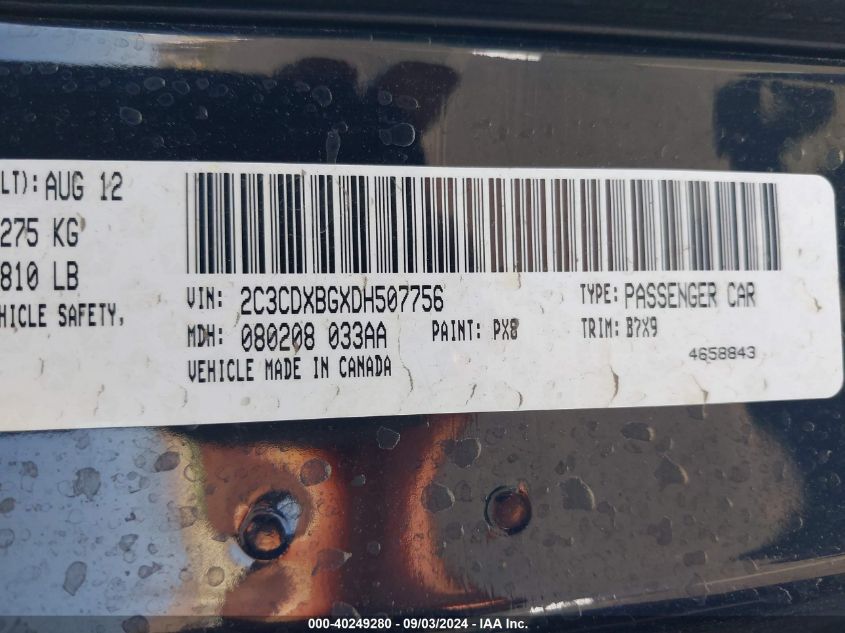 LT): AUG 12
275 KG
810 LB
HICLE SAFETY,
VIN: 2C3CDXBGXDH507756
TYPE: PASSENGER CAR
MDH: 080208 033AA
PAINT: PX8
TRIM: B7X9
VEHICLE MADE IN CANADA
4658843
000-40249280 - 09/03/2024 - IAA Inc.